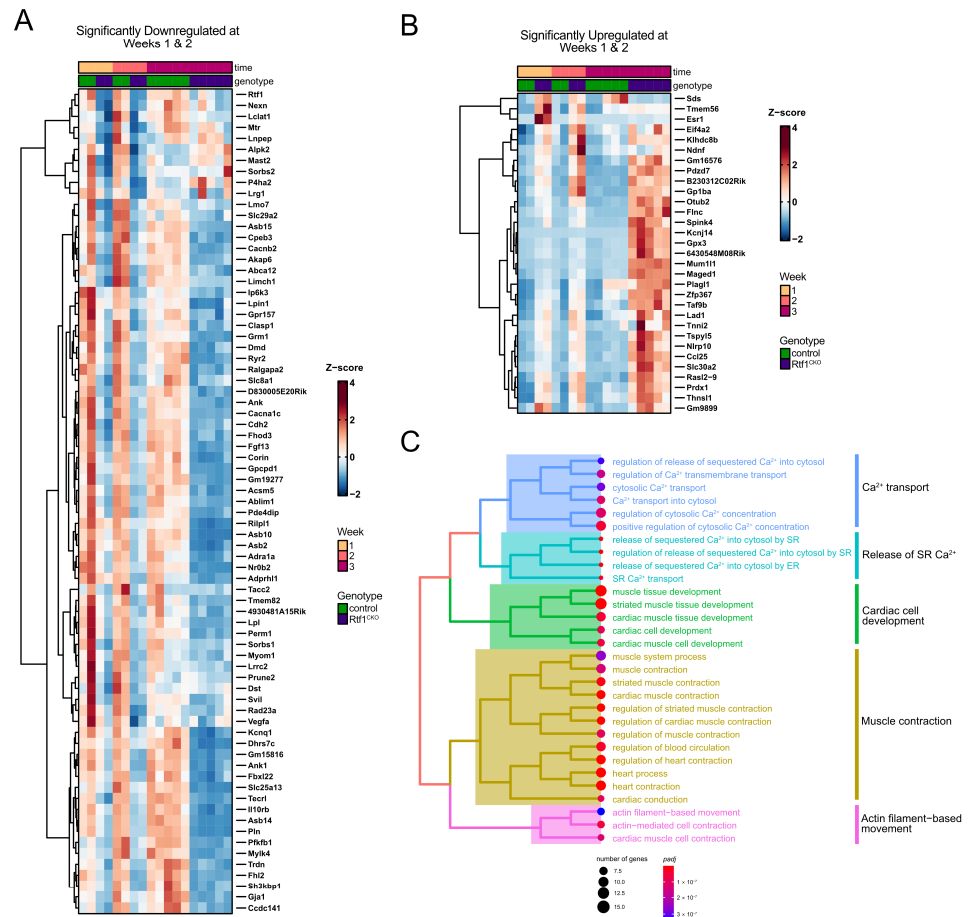 A
Significantly Downregulated at
Weeks 1 & 2
time
genotype
Rtf1
Nexn
Lclat1
Mtr
Lnpep
Alpk2
Mast2
Sorbs2
P4ha2
Lrg1
Lmo7
Slc29a2
Asb15
Cpeb3
Cacnb2
Akap6
Abca12
Limch1
Ip6k3
Lpin1
Gpr157
Clasp1
Grm1
Dmd
Ryr2
Ralgapa2
Slc8a1
D830005E20Rik
Ank
Cacna1c
Cdh2
Fhod3
Fgf13
Corin
Gpcpd1
Gm19277
Acsm5
Ablim1
Pde4dip
Rilpl1
Asb10
Asb2
Adra1a
Nr0b2
Adprhl1
Tacc2
Tmem82
4930481A15Rik
Lpl
Perm1
Sorbs1
Myom1
Lrrc2
Prune2
Dst
Svil
Rad23a
Vegfa
Kcnq1
Dhrs7c
Gm15816
Ank1
Fbxl22
Slc25a13
Tecrl
Il10rb
Asb14
Pln
Pfkfb1
Mylk4
Trdn
Fhl2
Sh3kbp1
Gja1
Ccdc141
Z−score
4
2
0
−2
Week
1
2
3
Genotype
control
Rtf1CKO
B
Significantly Upregulated at
Weeks 1 & 2
time
genotype
Sds
Tmem56
Esr1
Eif4a2
Klhdc8b
Ndnf
Gm16576
Pdzd7
B230312C02Rik
Gp1ba
Otub2
Flnc
Spink4
Kcnj14
Gpx3
6430548M08Rik
Mum1l1
Maged1
Plagl1
Zfp367
Taf9b
Lad1
Tnni2
Tspyl5
Nlrp10
Ccl25
Slc30a2
Rasl2−9
Prdx1
Thnsl1
Gm9899
Z−score
4
2
0
−2
Week
1
2
3
Genotype
control
Rtf1CKO
C
regulation of release of sequestered Ca²⁺ into cytosol
regulation of Ca²⁺ transmembrane transport
cytosolic Ca²⁺ transport
Ca²⁺ transport into cytosol
regulation of cytosolic Ca²⁺ concentration
positive regulation of cytosolic Ca²⁺ concentration
release of sequestered Ca²⁺ into cytosol by SR
regulation of release of sequestered Ca²⁺ into cytosol by SR
release of sequestered Ca²⁺ into cytosol by ER
SR Ca²⁺ transport
muscle tissue development
striated muscle tissue development
cardiac muscle tissue development
cardiac cell development
cardiac muscle cell development
muscle system process
muscle contraction
striated muscle contraction
cardiac muscle contraction
regulation of striated muscle contraction
regulation of cardiac muscle contraction
regulation of muscle contraction
regulation of blood circulation
regulation of heart contraction
heart process
heart contraction
cardiac conduction
actin filament−based movement
actin−mediated cell contraction
cardiac muscle cell contraction
Ca²⁺ transport
Release of SR Ca²⁺
Cardiac cell
development
Muscle contraction
Actin filament−based
movement
number of genes
7.5
10.0
12.5
15.0
padj
1 × 10⁻⁷
2 × 10⁻⁷
3 × 10⁻⁷